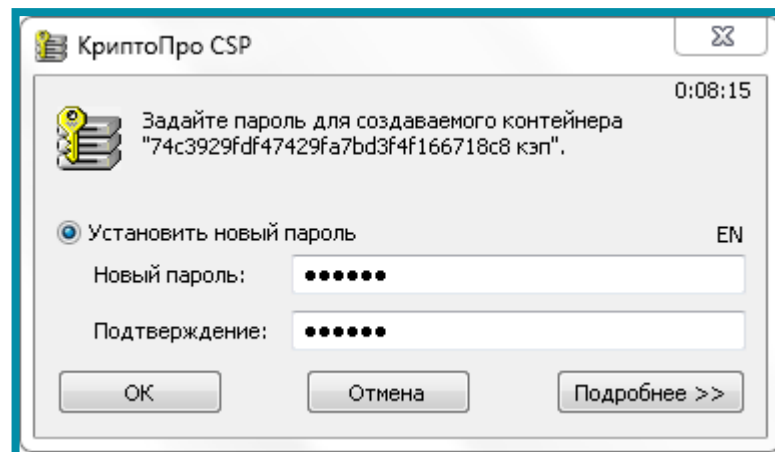 КриптоПро CSP
0:08:15
Задайте пароль для создаваемого контейнера
"74c3929fdf47429fa7bd3f4f166718c8 кэп".
Установить новый пароль
EN
Новый пароль: ●●●●●●
Подтверждение: ●●●●●●
ОК
Отмена
Подробнее >>